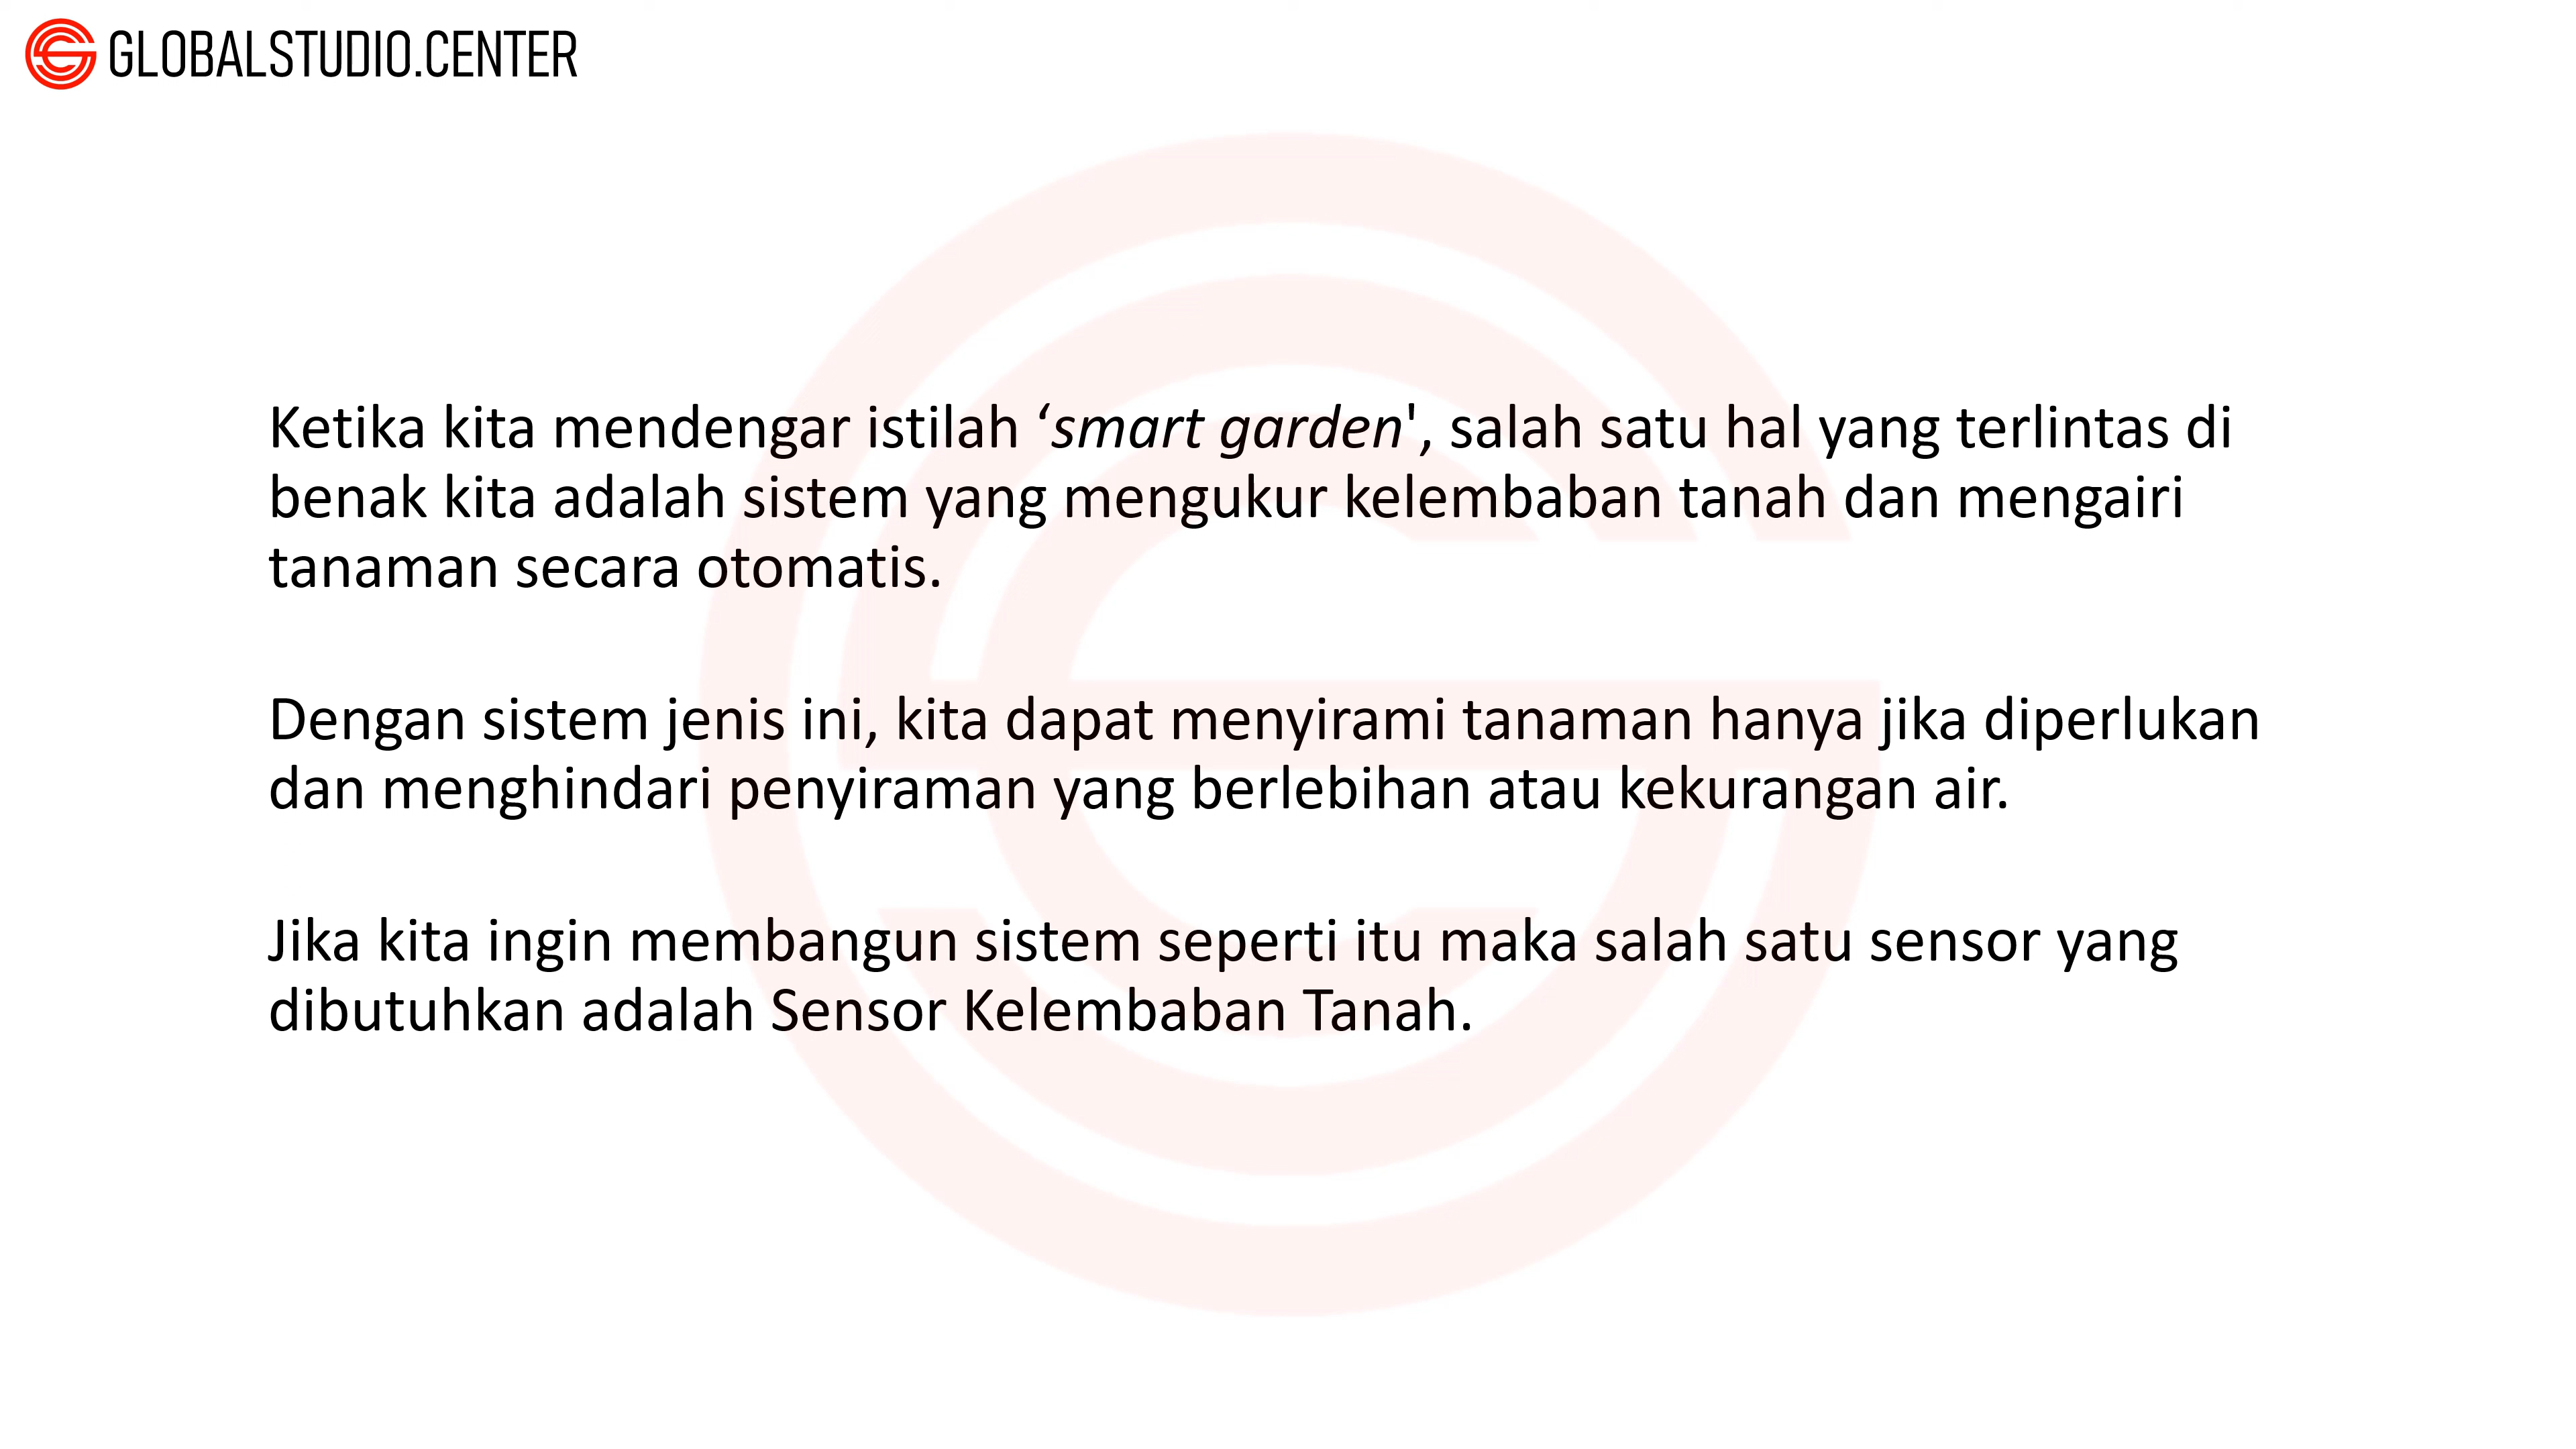 GLOBALSTUDIO.CENTER
Ketika kita mendengar istilah ‘smart garden', salah satu hal yang terlintas di
benak kita adalah sistem yang mengukur kelembaban tanah dan mengairi
tanaman secara otomatis.
Dengan sistem jenis ini, kita dapat menyirami tanaman hanya jika diperlukan
dan menghindari penyiraman yang berlebihan atau kekurangan air.
Jika kita ingin membangun sistem seperti itu maka salah satu sensor yang
dibutuhkan adalah Sensor Kelembaban Tanah.